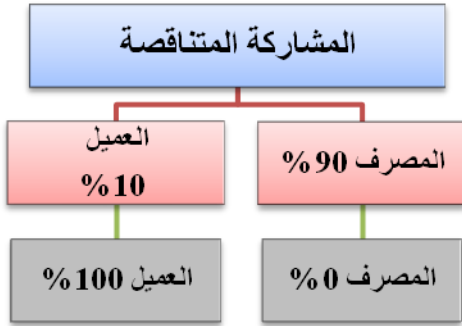 المشاركة المتناقصة
المصرف 90%
العميل
10%
المصرف 0%
العميل 100%